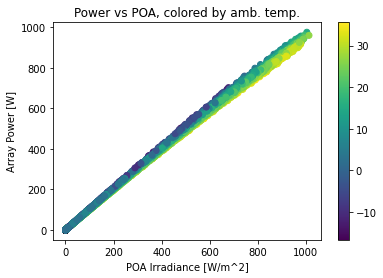 Power vs POA, colored by amb. temp.
1000
800
600
400
200
0
Array Power [W]
0 200 400 600 800 1000
POA Irradiance [W/m^2]
30
20
10
0
−10